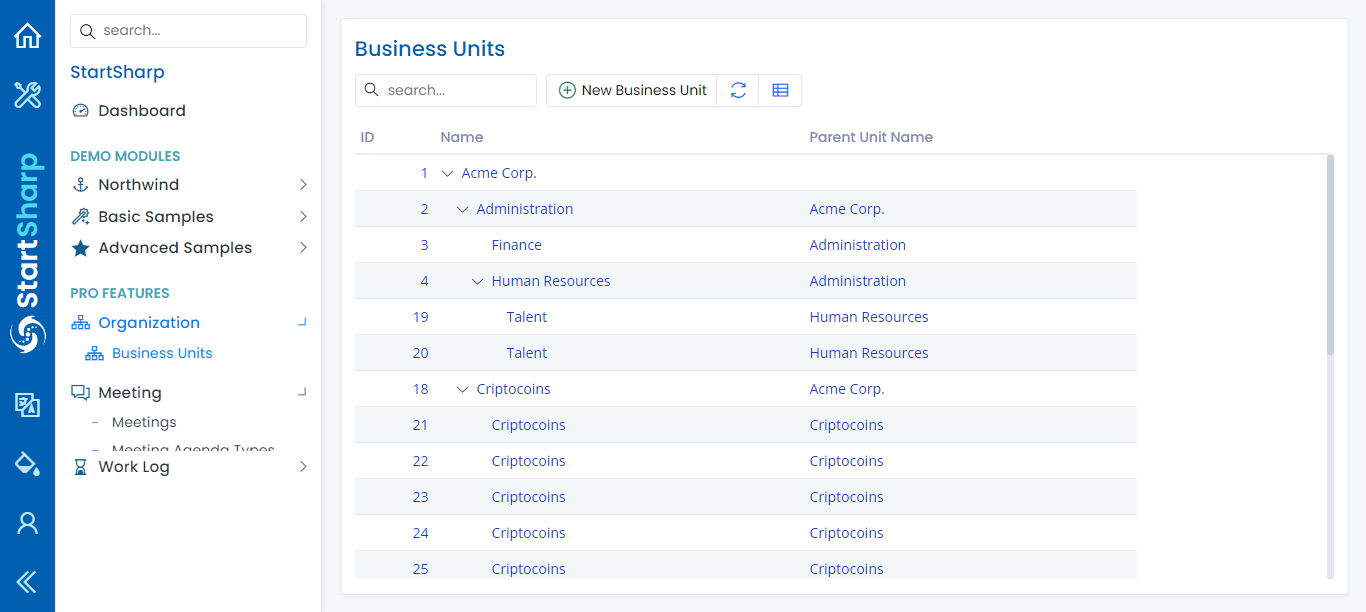 StartSharp
search...
StartSharp
Dashboard
DEMO MODULES
Northwind
Basic Samples
Advanced Samples
PRO FEATURES
Organization
Business Units
Meeting
Meetings
Meeting Agenda Types
Work Log
Business Units
search...
New Business Unit
ID Name Parent Unit Name
1 Acme Corp.
2 Administration Acme Corp.
3 Finance Administration
4 Human Resources Administration
19 Talent Human Resources
20 Talent Human Resources
18 Criptocoins Acme Corp.
21 Criptocoins Criptocoins
22 Criptocoins Criptocoins
23 Criptocoins Criptocoins
24 Criptocoins Criptocoins
25 Criptocoins Criptocoins